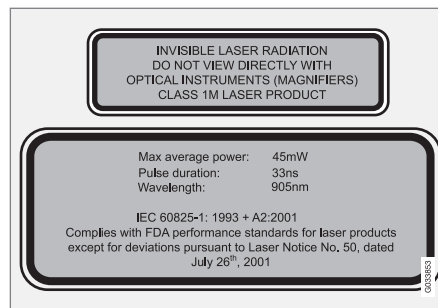 INVISIBLE LASER RADIATION
DO NOT VIEW DIRECTLY WITH
OPTICAL INSTRUMENTS (MAGNIFIERS)
CLASS 1M LASER PRODUCT
Max average power: 45mW
Pulse duration: 33ns
Wavelength: 905nm
IEC 60825-1: 1993 + A2:2001
Complies with FDA performance standards for laser products
except for deviations pursuant to Laser Notice No. 50, dated
July 26th, 2001
G033853